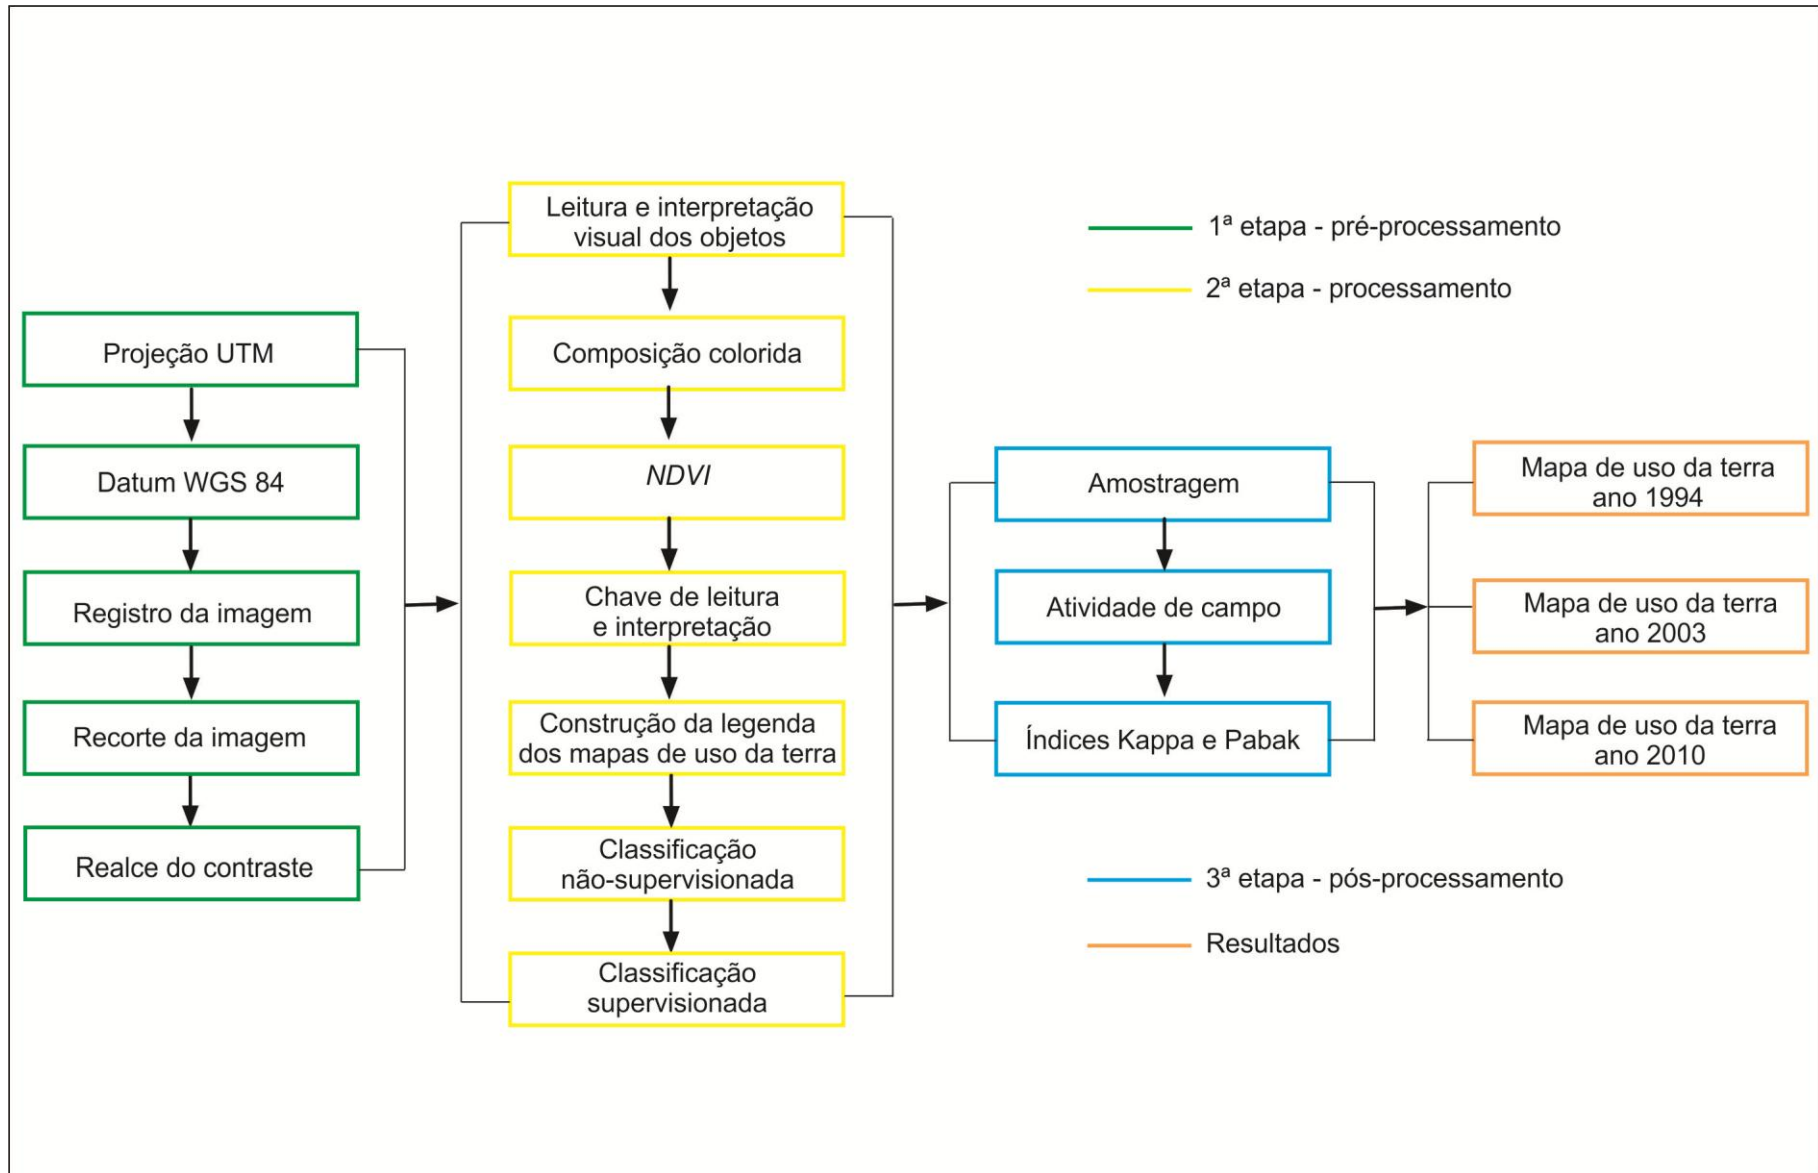 Projeção UTM
Datum WGS 84
Registro da imagem
Recorte da imagem
Realce do contraste
Leitura e interpretação
visual dos objetos
Composição colorida
NDVI
Chave de leitura
e interpretação
Construção da legenda
dos mapas de uso da terra
Classificação
não-supervisionada
Classificação
supervisionada
Amostragem
Atividade de campo
Índices Kappa e Pabak
Mapa de uso da terra
ano 1994
Mapa de uso da terra
ano 2003
Mapa de uso da terra
ano 2010
1ª etapa - pré-processamento
2ª etapa - processamento
3ª etapa - pós-processamento
Resultados